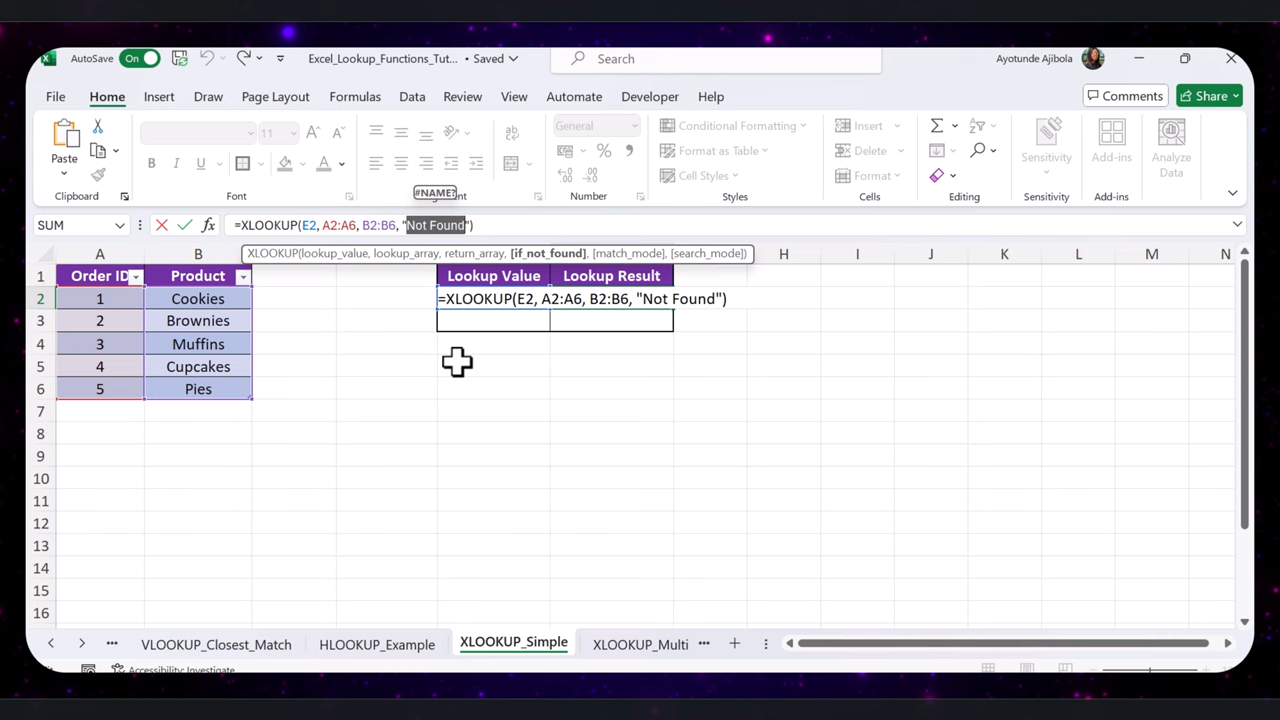 AutoSave On Excel_Lookup_Functions_Tut... • Saved Search Ayotunde Ajibola
File Home Insert Draw Page Layout Formulas Data Review View Automate Developer Help Comments Share
Paste
11
General
Conditional Formatting
Format as Table
Cell Styles
Insert
Delete
Format
Sensitivity
Add-ins
Analyze Data
Clipboard Font Number Styles Cells Editing Sensitivity Add-ins
#NAME?
SUM =XLOOKUP(E2, A2:A6, B2:B6, "Not Found")
XLOOKUP(lookup_value, lookup_array, return_array, [if_not_found], [match_mode], [search_mode])
A B H I J K L M N
1 Order ID Product Lookup Value Lookup Result
2 1 Cookies =XLOOKUP(E2, A2:A6, B2:B6, "Not Found")
3 2 Brownies
4 3 Muffins
5 4 Cupcakes
6 5 Pies
7
8
9
10
11
12
13
14
15
16
VLOOKUP_Closest_Match HLOOKUP_Example XLOOKUP_Simple XLOOKUP_Multi
Accessibility: Investigate